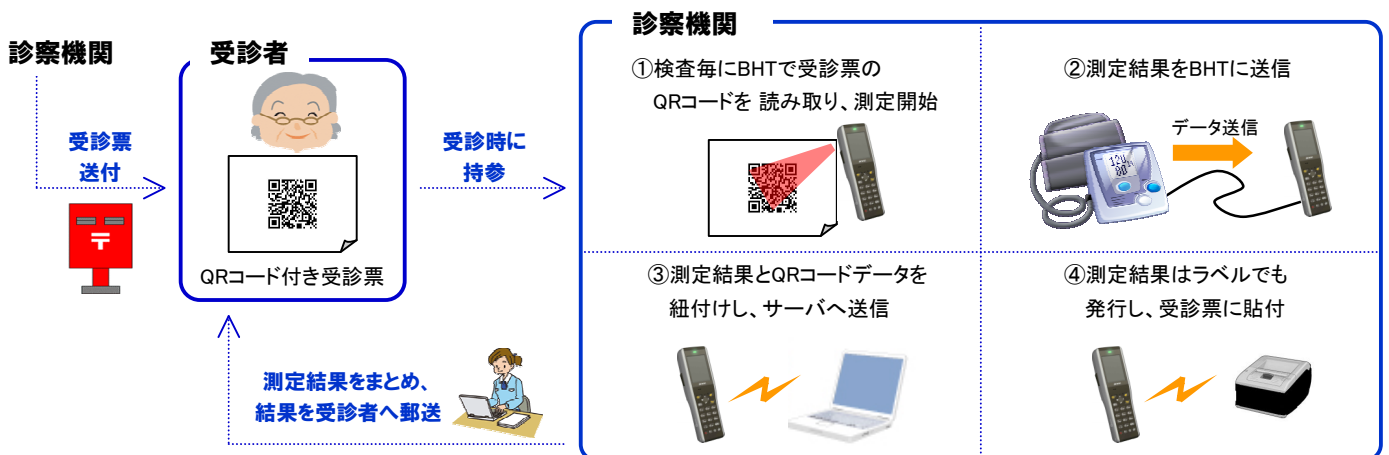 診察機関
受診票
送付
受診者
QRコード付き受診票
受診時に
持参
診察機関
①検査毎にBHTで受診票の
QRコードを 読み取り、測定開始
②測定結果をBHTに送信
データ送信
120
80
③測定結果とQRコードデータを
紐付けし、サーバへ送信
④測定結果はラベルでも
発行し、受診票に貼付
測定結果をまとめ、
結果を受診者へ郵送